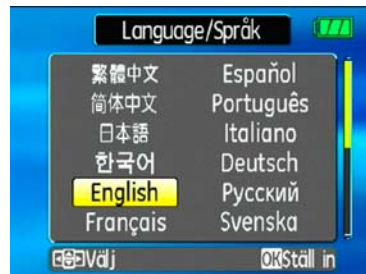 Language/Språk
繁體中文 Español
简体中文 Português
日本語 Italiano
한국어 Deutsch
English Русский
Français Svenska
Välj OK Ställ in